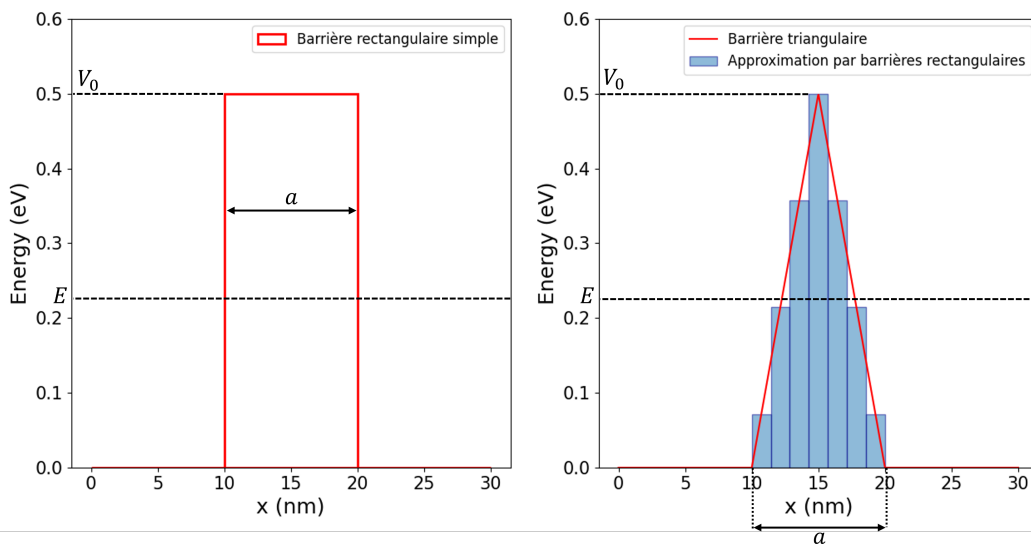 0.6
Barrière rectangulaire simple
V₀
0.5
0.4
a
0.3
Energy (eV)
E
0.2
0.1
0.0
0 5 10 15 20 25 30
x (nm)
0.6
Barrière triangulaire
Approximation par barrières rectangulaires
V₀
0.5
0.4
0.3
Energy (eV)
E
0.2
0.1
0.0
0 5 10 15 20 25 30
x (nm)
a